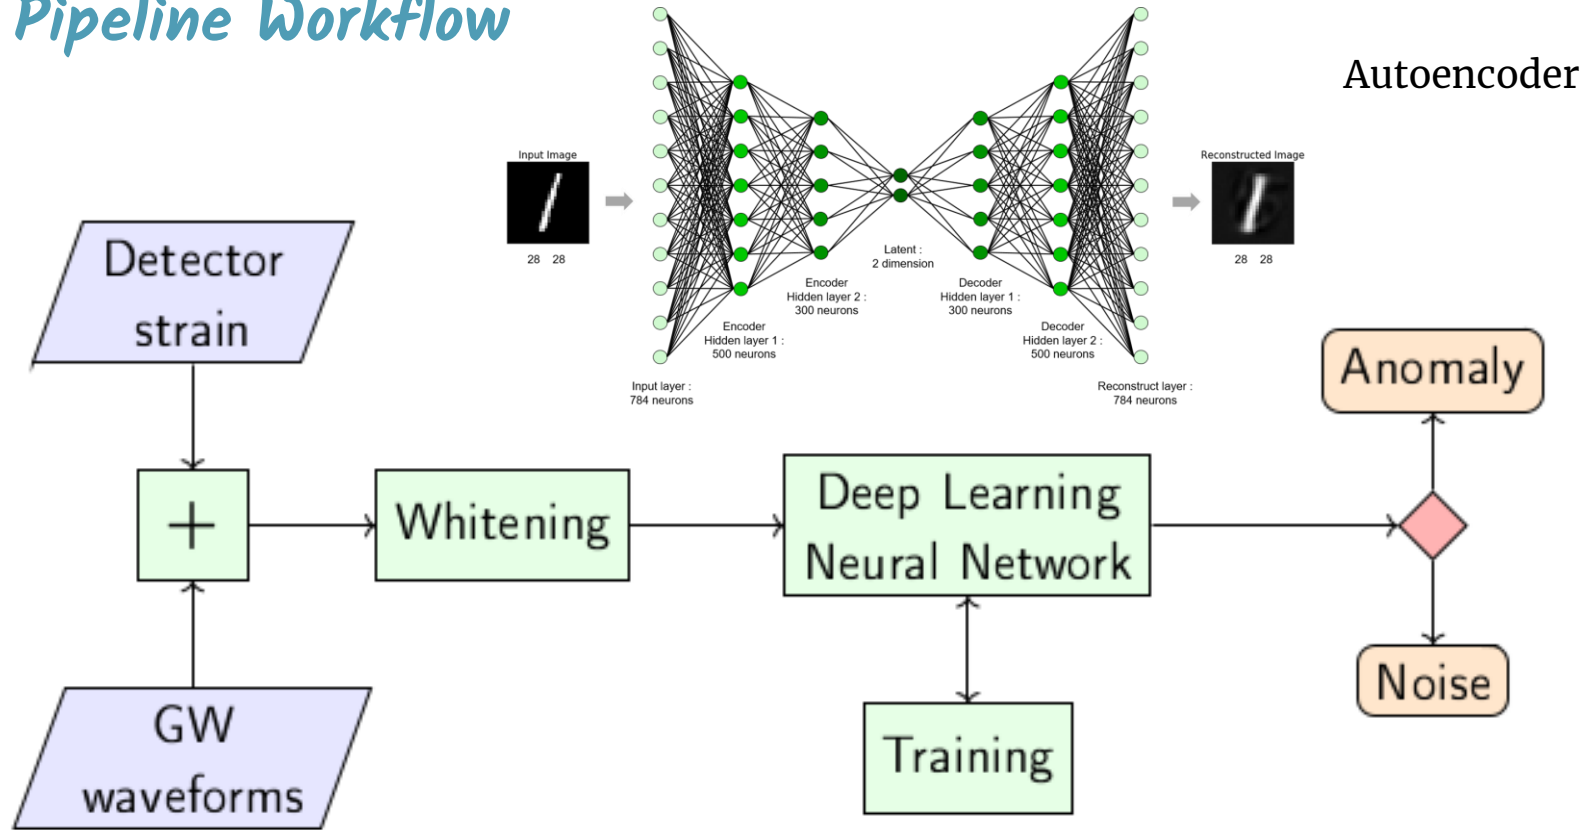 Pipeline Workflow
Autoencoder
Input Image
28 28
Input layer :
784 neurons
Encoder
Hidden layer 1 :
500 neurons
Encoder
Hidden layer 2 :
300 neurons
Latent :
2 dimension
Decoder
Hidden layer 1 :
300 neurons
Decoder
Hidden layer 2 :
500 neurons
Reconstruct layer :
784 neurons
Reconstructed Image
28 28
Detector
strain
+
GW
waveforms
Whitening
Deep Learning
Neural Network
Training
Anomaly
Noise